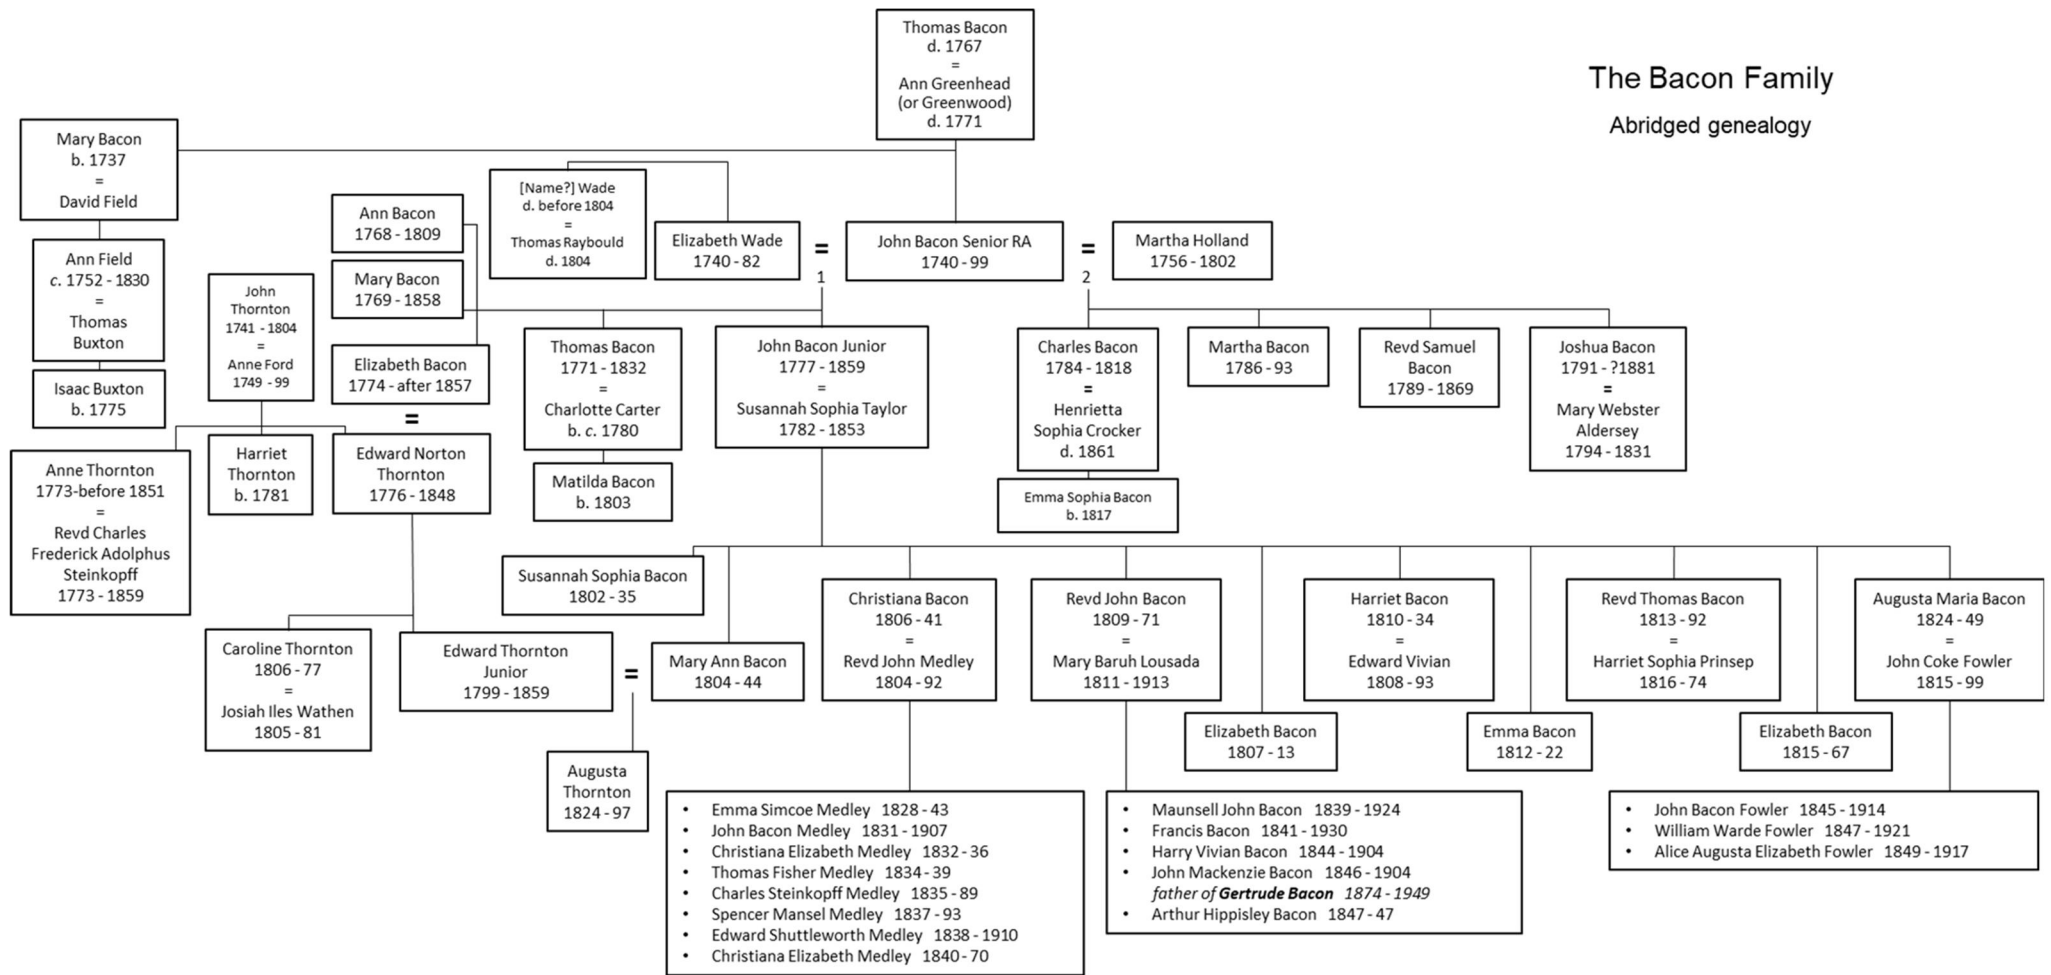 Thomas Bacon
d. 1767
=
Ann Greenhead
(or Greenwood)
d. 1771
The Bacon Family
Abridged genealogy
Mary Bacon
b. 1737
=
David Field
[Name?] Wade
d. before 1804
=
Thomas Raybould
d. 1804
Ann Bacon
1768 - 1809
Elizabeth Wade
1740 - 82
=
1
John Bacon Senior RA
1740 - 99
=
2
Martha Holland
1756 - 1802
Ann Field
c. 1752 - 1830
=
Thomas
Buxton
Mary Bacon
1769 - 1858
John
Thornton
1741 - 1804
=
Anne Ford
1749 - 99
Isaac Buxton
b. 1775
Elizabeth Bacon
1774 - after 1857
=
Thomas Bacon
1771 - 1832
=
Charlotte Carter
b. c. 1780
John Bacon Junior
1777 - 1859
=
Susannah Sophia Taylor
1782 - 1853
Charles Bacon
1784 - 1818
=
Henrietta
Sophia Crocker
d. 1861
Martha Bacon
1786 - 93
Revd Samuel
Bacon
1789 - 1869
Joshua Bacon
1791 - ?1881
=
Mary Webster
Aldersey
1794 - 1831
Anne Thornton
1773-before 1851
=
Revd Charles
Frederick Adolphus
Steinkopff
1773 - 1859
Harriet
Thornton
b. 1781
Edward Norton
Thornton
1776 - 1848
Matilda Bacon
b. 1803
Emma Sophia Bacon
b. 1817
Susannah Sophia Bacon
1802 - 35
Caroline Thornton
1806 - 77
=
Josiah Iles Wathen
1805 - 81
Edward Thornton
Junior
1799 - 1859
=
Mary Ann Bacon
1804 - 44
Christiana Bacon
1806 - 41
=
Revd John Medley
1804 - 92
Revd John Bacon
1809 - 71
=
Mary Baruh Lousada
1811 - 1913
Harriet Bacon
1810 - 34
=
Edward Vivian
1808 - 93
Revd Thomas Bacon
1813 - 92
=
Harriet Sophia Prinsep
1816 - 74
Augusta Maria Bacon
1824 - 49
=
John Coke Fowler
1815 - 99
Elizabeth Bacon
1807 - 13
Emma Bacon
1812 - 22
Elizabeth Bacon
1815 - 67
Augusta
Thornton
1824 - 97
• Emma Simcoe Medley 1828 - 43
• John Bacon Medley 1831 - 1907
• Christiana Elizabeth Medley 1832 - 36
• Thomas Fisher Medley 1834 - 39
• Charles Steinkopff Medley 1835 - 89
• Spencer Mansel Medley 1837 - 93
• Edward Shuttleworth Medley 1838 - 1910
• Christiana Elizabeth Medley 1840 - 70
• Maunsell John Bacon 1839 - 1924
• Francis Bacon 1841 - 1930
• Harry Vivian Bacon 1844 - 1904
• John Mackenzie Bacon 1846 - 1904
father of Gertrude Bacon 1874 - 1949
• Arthur Hippisley Bacon 1847 - 47
• John Bacon Fowler 1845 - 1914
• William Warde Fowler 1847 - 1921
• Alice Augusta Elizabeth Fowler 1849 - 1917